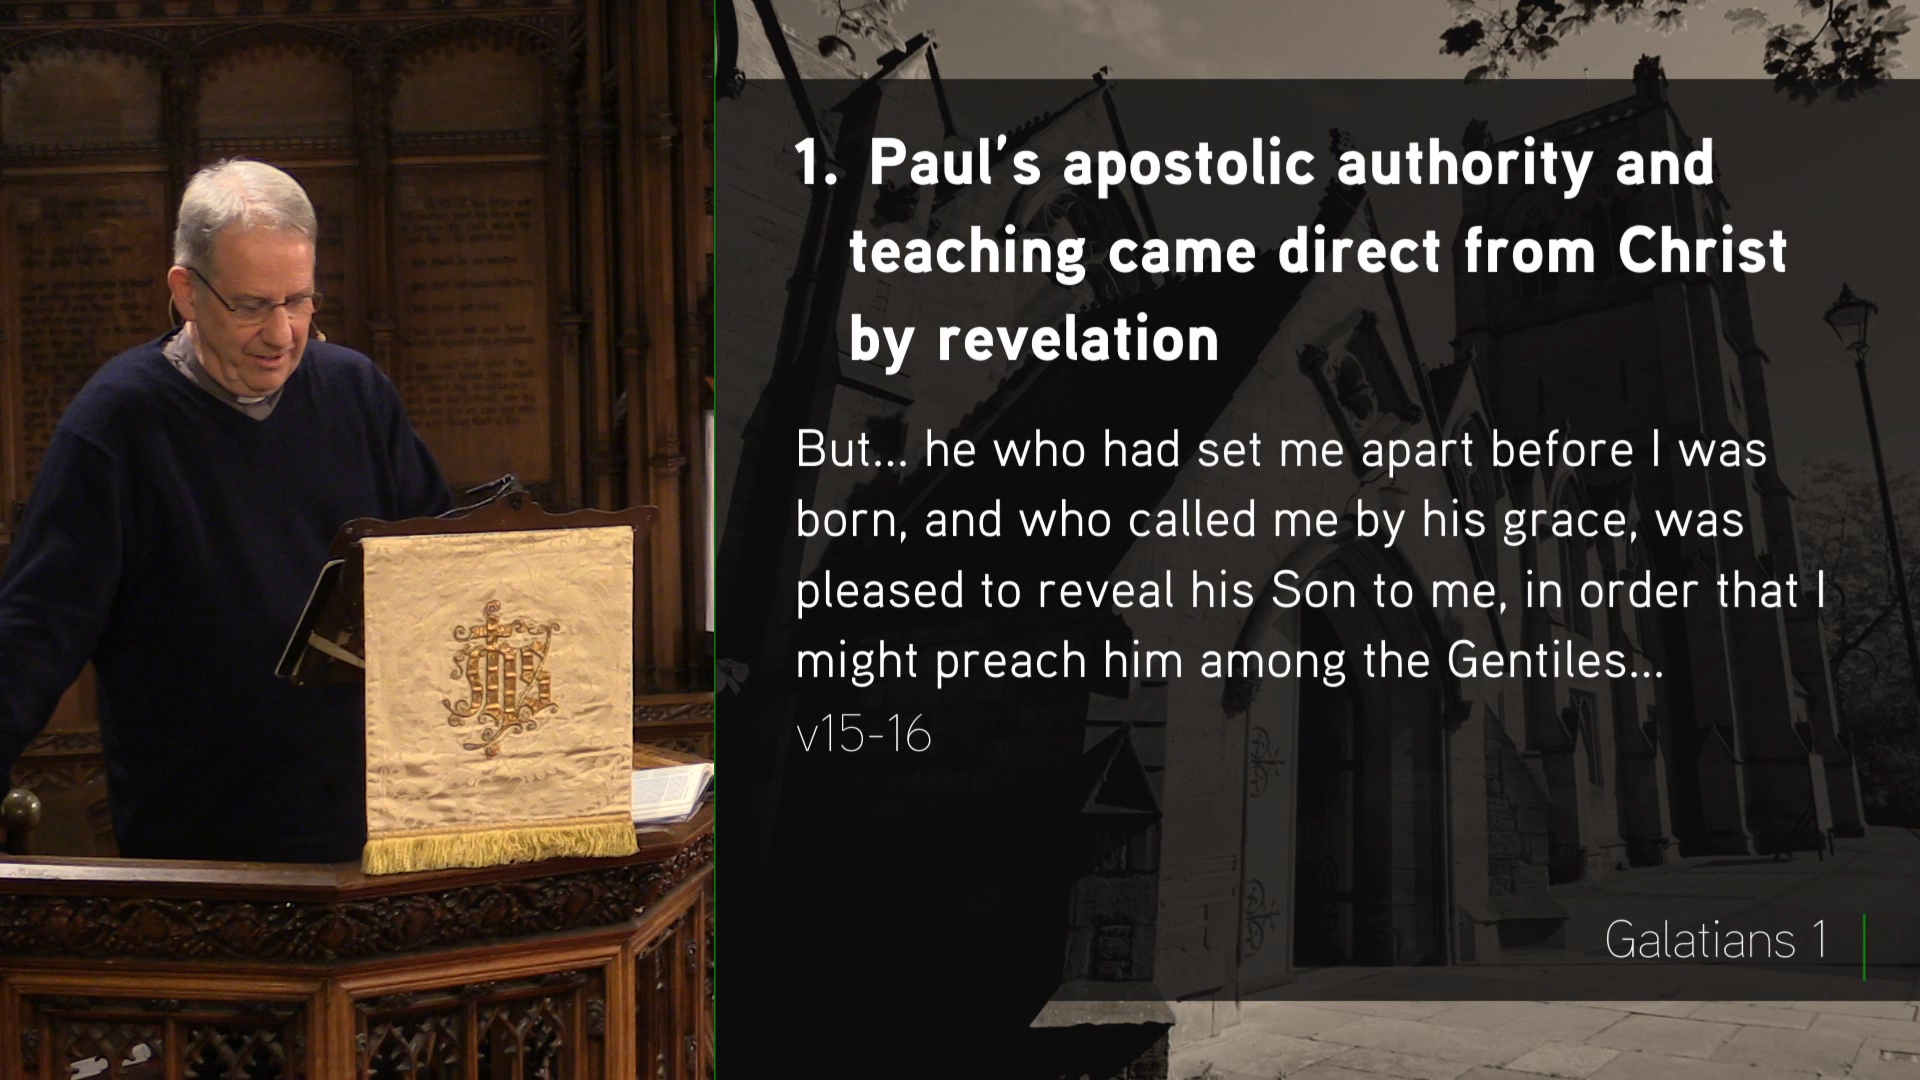 1. Paul's apostolic authority and
teaching came direct from Christ
by revelation
But... he who had set me apart before I was
born, and who called me by his grace, was
pleased to reveal his Son to me, in order that I
might preach him among the Gentiles...
v15-16
Galatians 1